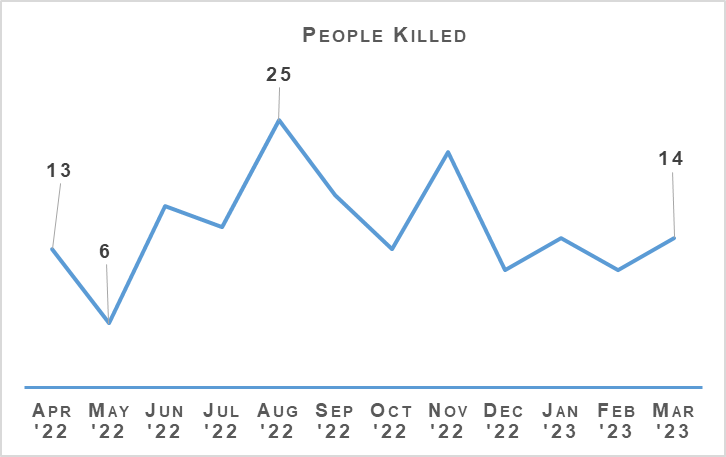 PEOPLE KILLED
25
13
14
6
APR MAY JUN JUL AUG SEP OCT NOV DEC JAN FEB MAR
'22 '22 '22 '22 '22 '22 '22 '22 '22 '23 '23 '23